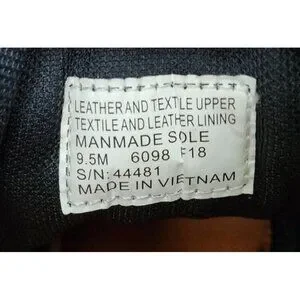 LEATHER AND TEXTILE UPPER
TEXTILE AND LEATHER LINING
MANMADE SOLE
9.5M 6098 F18
S/N: 44481
MADE IN VIETNAM